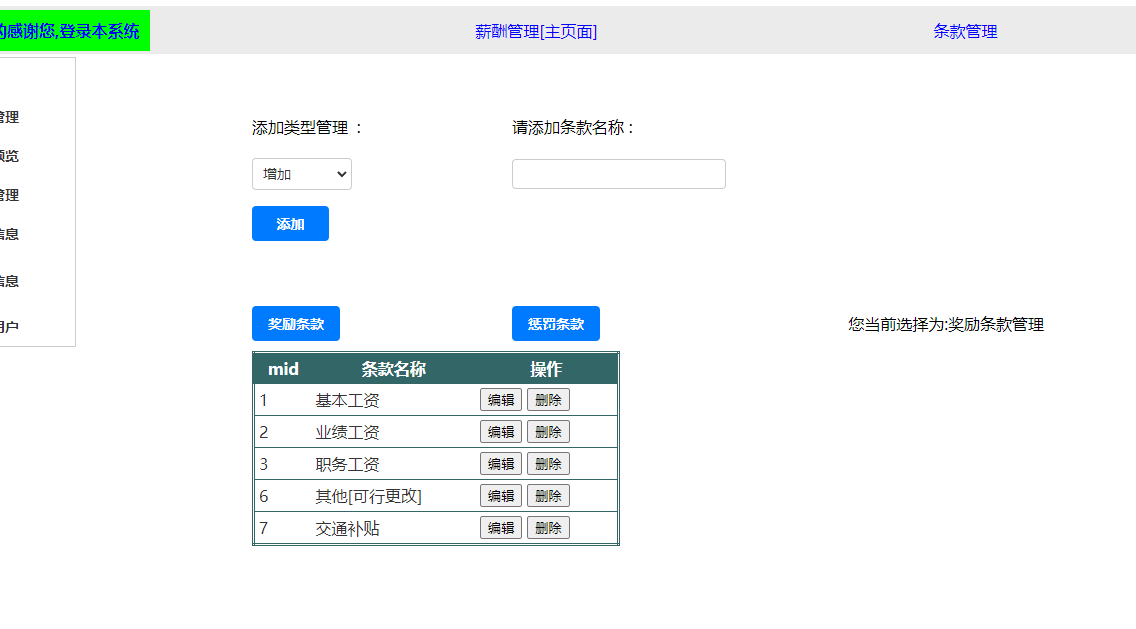 的感谢您,登录本系统 薪酬管理[主页面] 条款管理
管理
预览
管理
信息
信息
用户
添加类型管理 ： 请添加条款名称：
增加
添加
奖励条款 惩罚条款 您当前选择为:奖励条款管理
mid 条款名称 操作
1 基本工资 编辑 删除
2 业绩工资 编辑 删除
3 职务工资 编辑 删除
6 其他[可行更改] 编辑 删除
7 交通补贴 编辑 删除